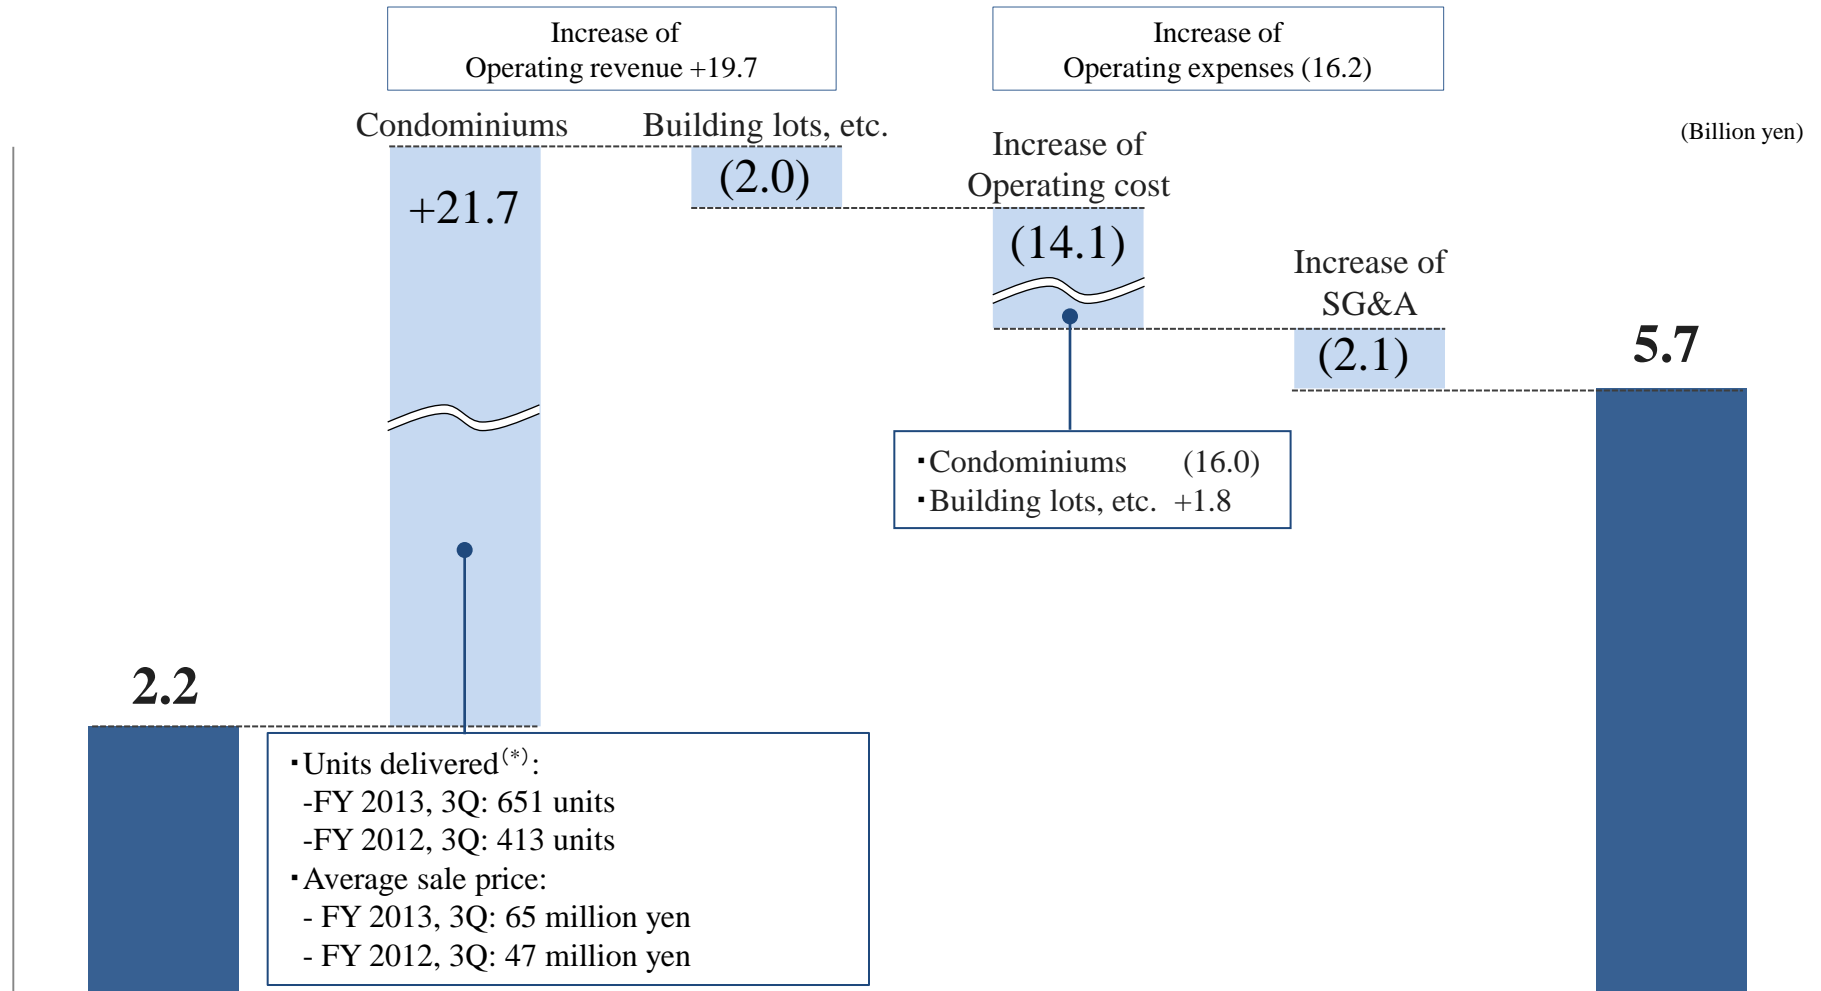 Increase of
Operating revenue +19.7
Increase of
Operating expenses (16.2)
(Billion yen)
Condominiums
Building lots, etc.
Increase of
Operating cost
+21.7
(2.0)
(14.1)
Increase of
SG&A
(2.1)
5.7
▪Condominiums (16.0)
▪Building lots, etc. +1.8
2.2
▪Units delivered(*):
-FY 2013, 3Q: 651 units
-FY 2012, 3Q: 413 units
▪Average sale price:
- FY 2013, 3Q: 65 million yen
- FY 2012, 3Q: 47 million yen